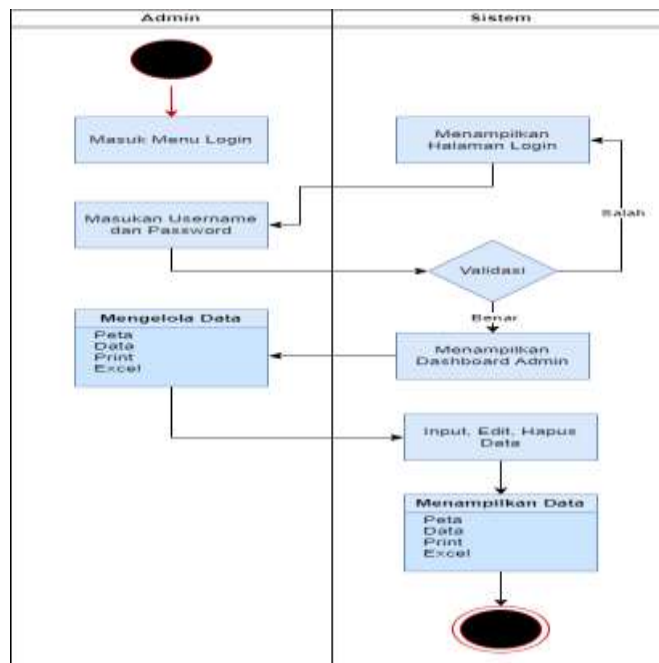 Admin
Sistem
Masuk Menu Login
Menampilkan
Halaman Login
Masukan Username
dan Password
Salah
Validasi
Benar
Mengelola Data
Peta
Data
Print
Excel
Menampilkan
Dashboard Admin
Input, Edit, Hapus
Data
Menampilkan Data
Peta
Data
Print
Excel